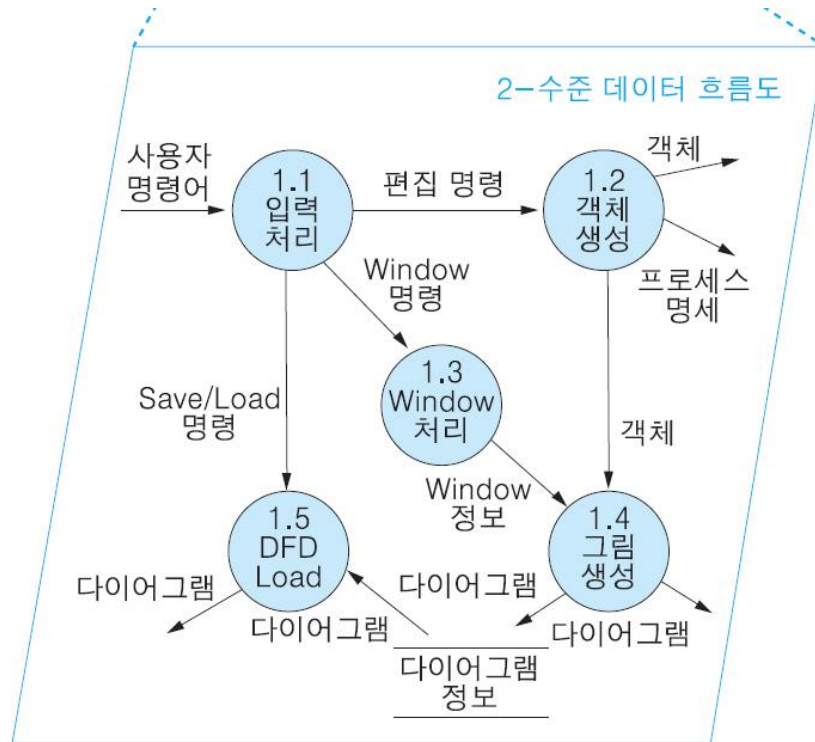 2-수준 데이터 흐름도
사용자
명령어
1.1
입력
처리
편집 명령
1.2
객체
생성
객체
프로세스
명세
Window
명령
1.3
Window
처리
Save/Load
명령
객체
Window
정보
1.5
DFD
Load
1.4
그림
생성
다이어그램
다이어그램
다이어그램
다이어그램
다이어그램
정보